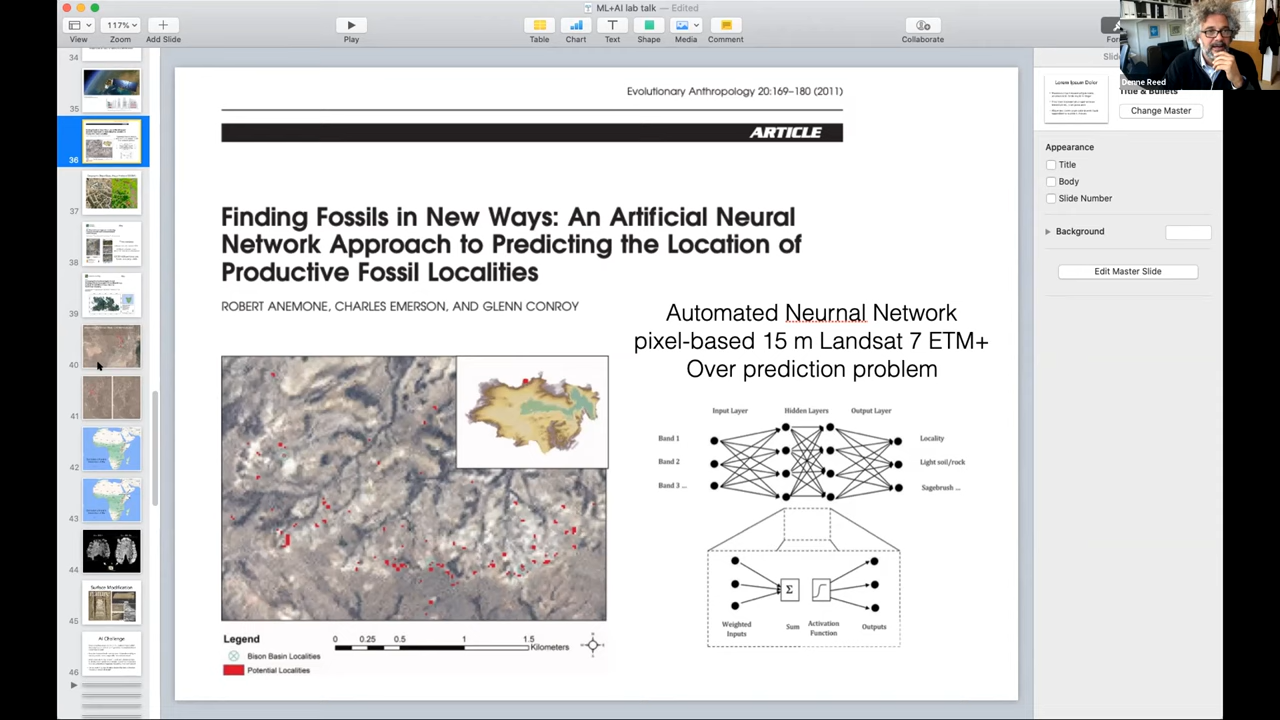 ML+AI lab talk — Edited
117%
View
Zoom
Add Slide
Play
Table
Chart
Text
Shape
Media
Comment
Collaborate
Denne Reed
Title & Bullets
Change Master
Appearance
Title
Body
Slide Number
Background
Edit Master Slide
34
35
36
37
38
39
40
41
42
43
44
Surface Modification
45
AI Challenge
46
Evolutionary Anthropology 20:169–180 (2011)
ARTICLE
Finding Fossils in New Ways: An Artificial Neural
Network Approach to Predicting the Location of
Productive Fossil Localities
ROBERT ANEMONE, CHARLES EMERSON, AND GLENN CONROY
Automated Neurnal Network
pixel-based 15 m Landsat 7 ETM+
Over prediction problem
Input Layer
Hidden Layers
Output Layer
Band 1
Locality
Band 2
Light soil/rock
Band 3 ...
Sagebrush ...
Σ
Weighted Inputs
Sum
Activation Function
Outputs
Legend
Bison Basin Localities
Potential Localities
0 0.25 0.5 1 1.5
Kilometers